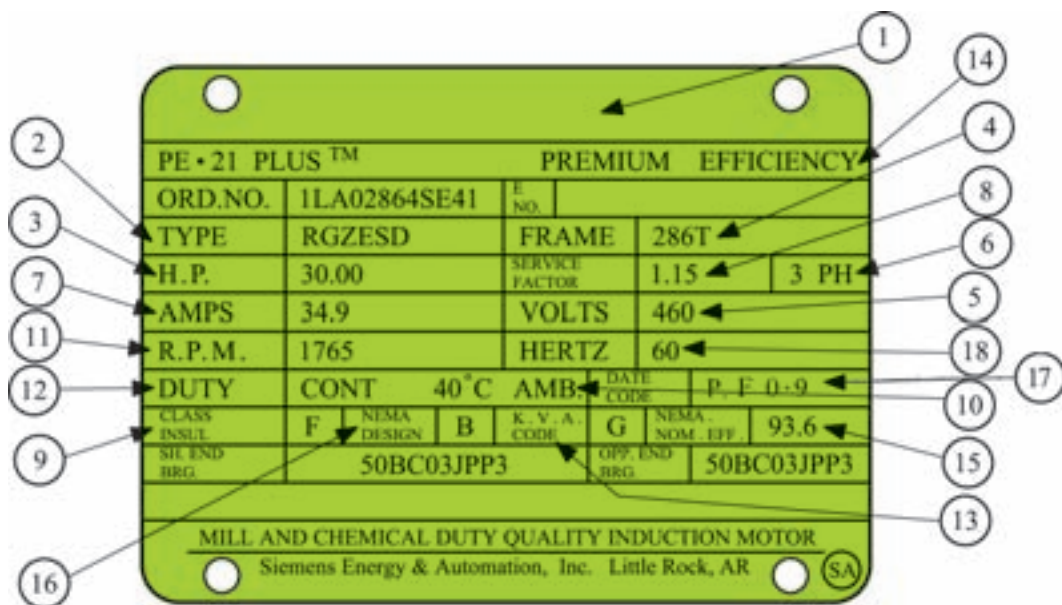 1
14
2
PE • 21 PLUS TM PREMIUM EFFICIENCY
4
ORD.NO. 1LA02864SE41 E NO.
8
3
TYPE RGZESD FRAME 286T
6
H.P. 30.00 SERVICE FACTOR 1.15 3 PH
7
5
AMPS 34.9 VOLTS 460
11
R.P.M. 1765 HERTZ 60
18
17
12
DUTY CONT 40°C AMB. DATE CODE P. F 0.9
10
CLASS INSUL F NEMA DESIGN B K.V.A. CODE G NEMA. NOM. EFF. 93.6
9
15
SH. END BRG. 50BC03JPP3 OPP. END BRG. 50BC03JPP3
13
MILL AND CHEMICAL DUTY QUALITY INDUCTION MOTOR
16
Siemens Energy & Automation, Inc. Little Rock, AR SA